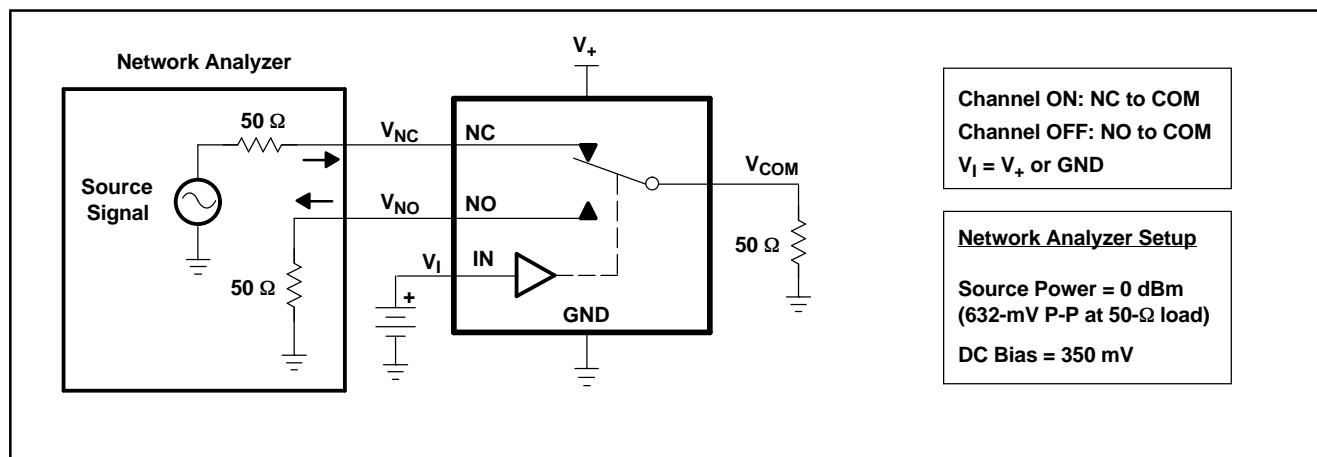 V+
Network Analyzer
50 Ω
VNC
NC
Source
Signal
VNO
NO
50 Ω
VI
IN
+
GND
VCOM
50 Ω
Channel ON: NC to COM
Channel OFF: NO to COM
VI = V+ or GND
Network Analyzer Setup
Source Power = 0 dBm
(632-mV P-P at 50-Ω load)
DC Bias = 350 mV